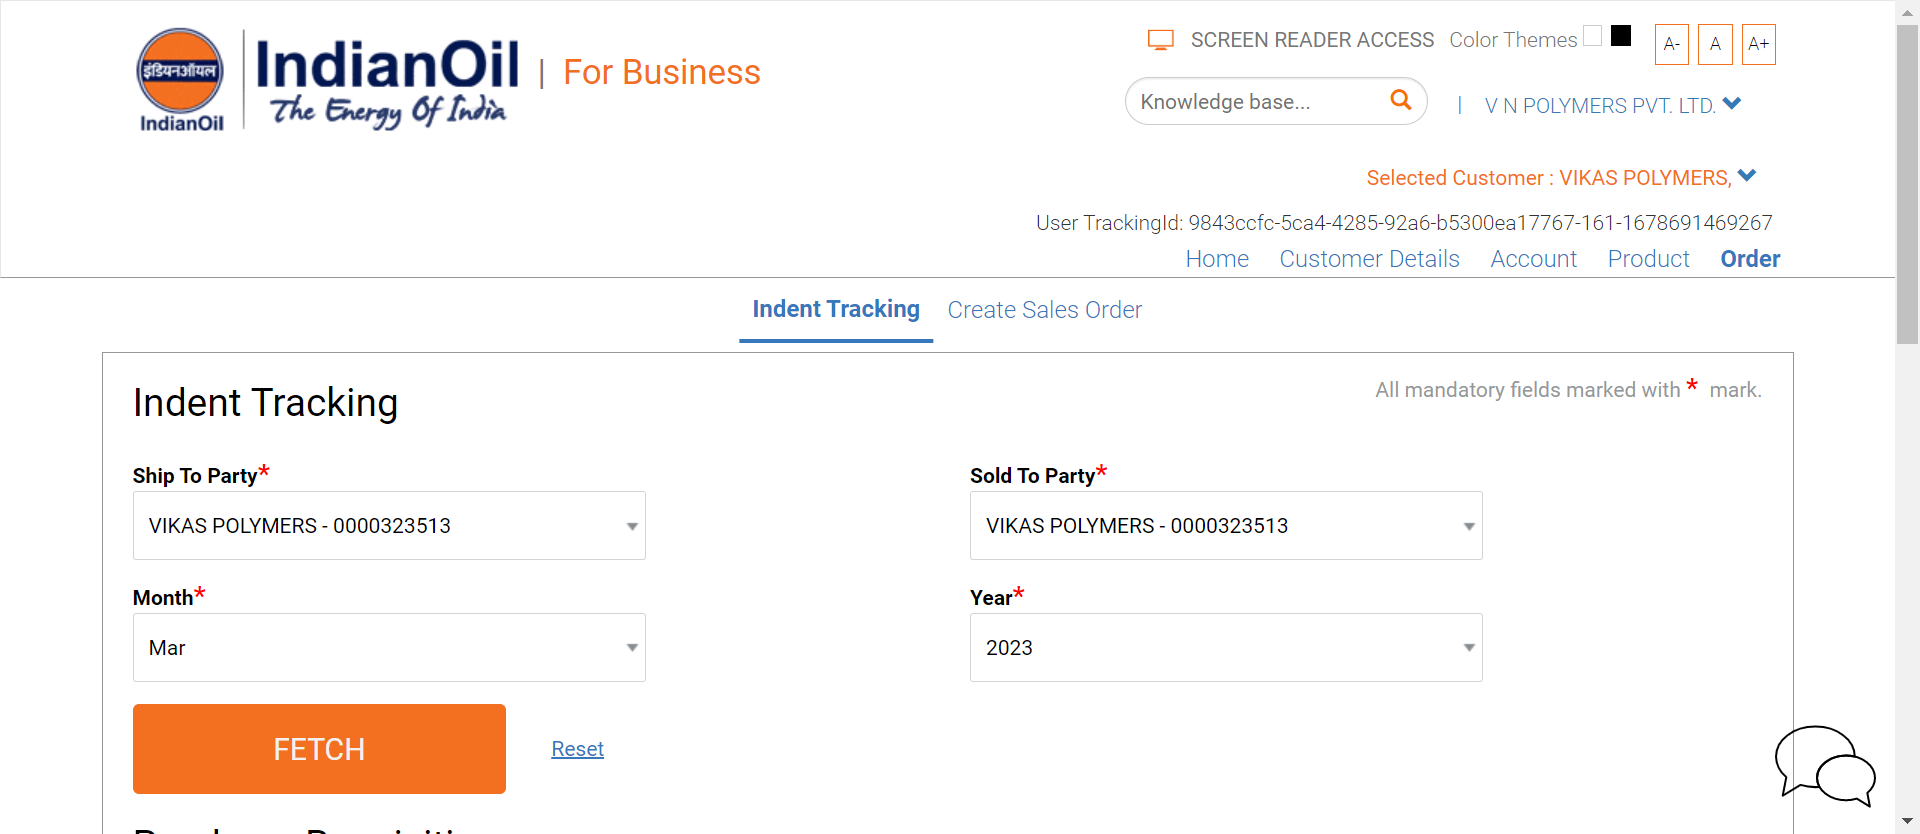 इंडियनऑयल
IndianOil
IndianOil
The Energy Of India
| For Business
SCREEN READER ACCESS Color Themes A- A A+
Knowledge base...
| V N POLYMERS PVT. LTD.
Selected Customer : VIKAS POLYMERS,
User TrackingId: 9843ccfc-5ca4-4285-92a6-b5300ea17767-161-1678691469267
Home Customer Details Account Product Order
Indent Tracking Create Sales Order
Indent Tracking
All mandatory fields marked with * mark.
Ship To Party* Sold To Party*
VIKAS POLYMERS - 0000323513 VIKAS POLYMERS - 0000323513
Month* Year*
Mar 2023
FETCH Reset